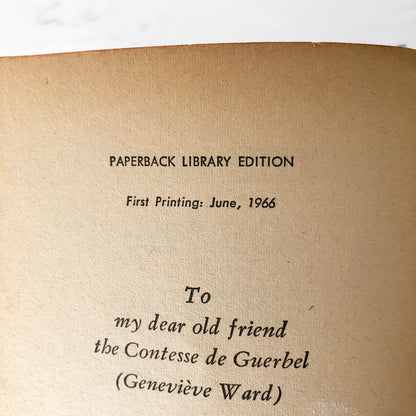 PAPERBACK LIBRARY EDITION
First Printing: June, 1966
To
my dear old friend
the Contesse de Guerbel
(Geneviève Ward)